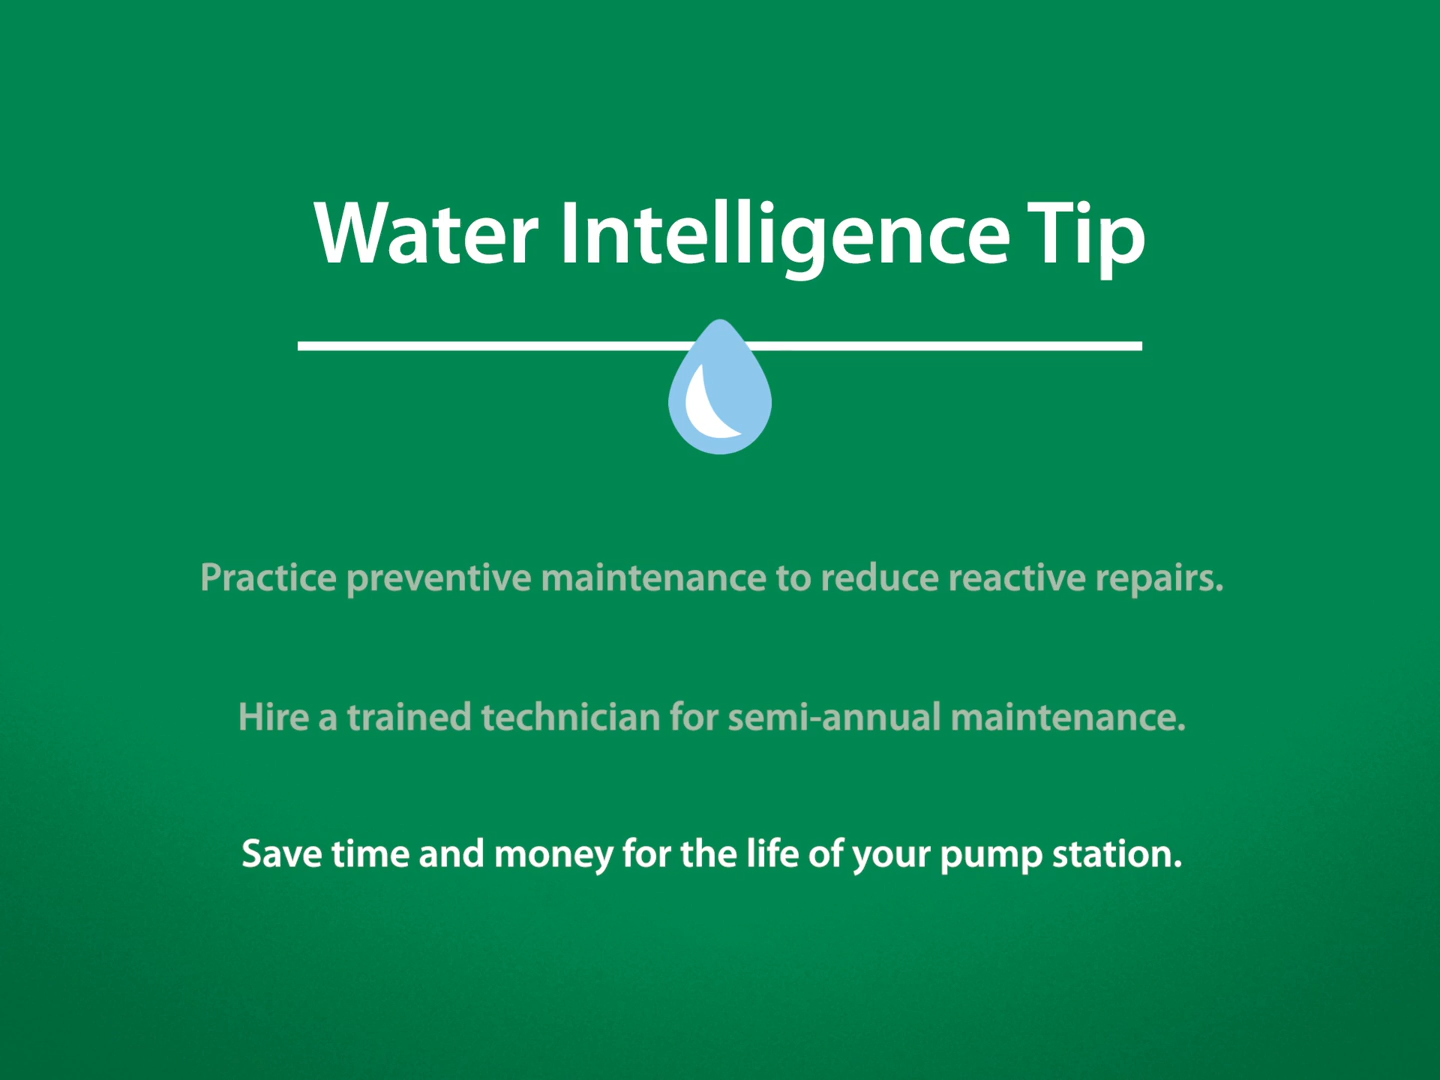 Water Intelligence Tip
Practice preventive maintenance to reduce reactive repairs.
Hire a trained technician for semi-annual maintenance.
Save time and money for the life of your pump station.